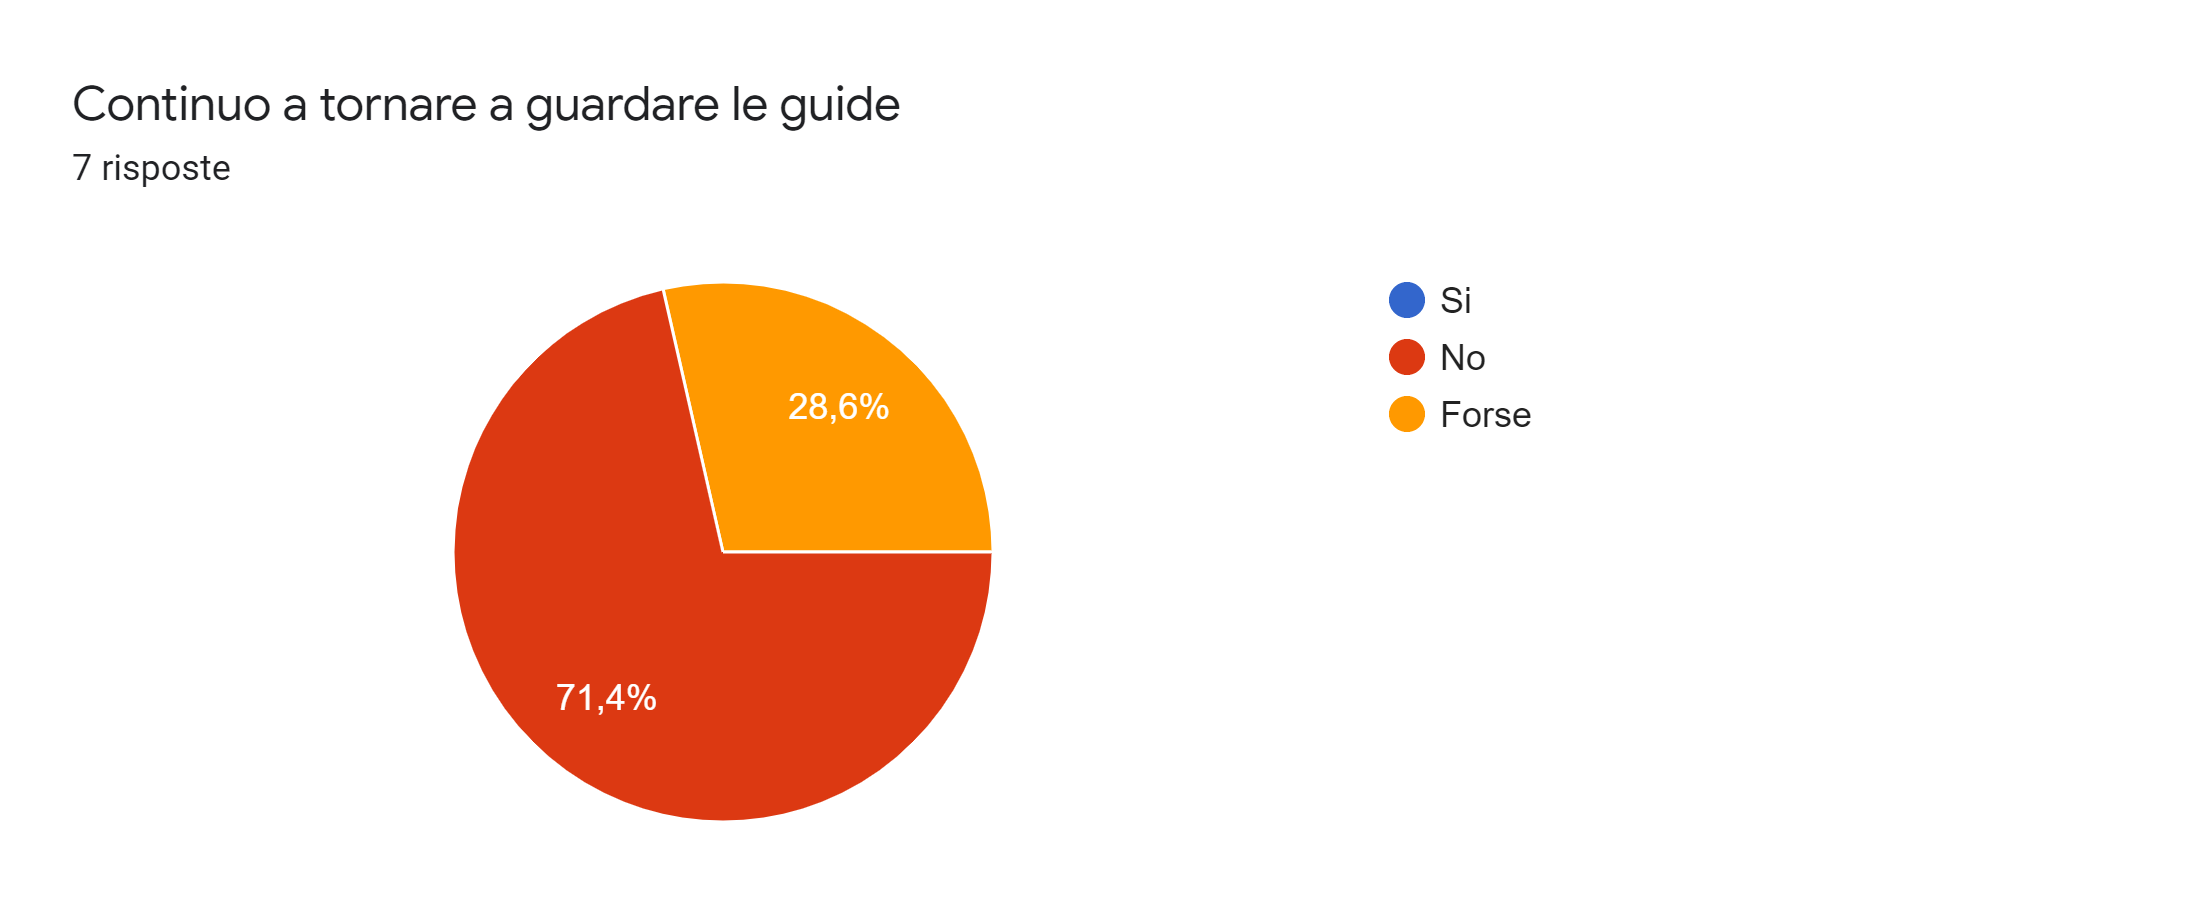 Continuo a tornare a guardare le guide
7 risposte
Si
No
Forse
28,6%
71,4%